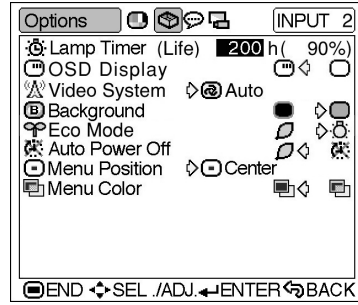 Options INPUT 2
Lamp Timer (Life) 200 h( 90%)
OSD Display
Video System Auto
B Background
Eco Mode
Auto Power Off
Menu Position Center
Menu Color
END SEL ./ADJ. ENTER BACK